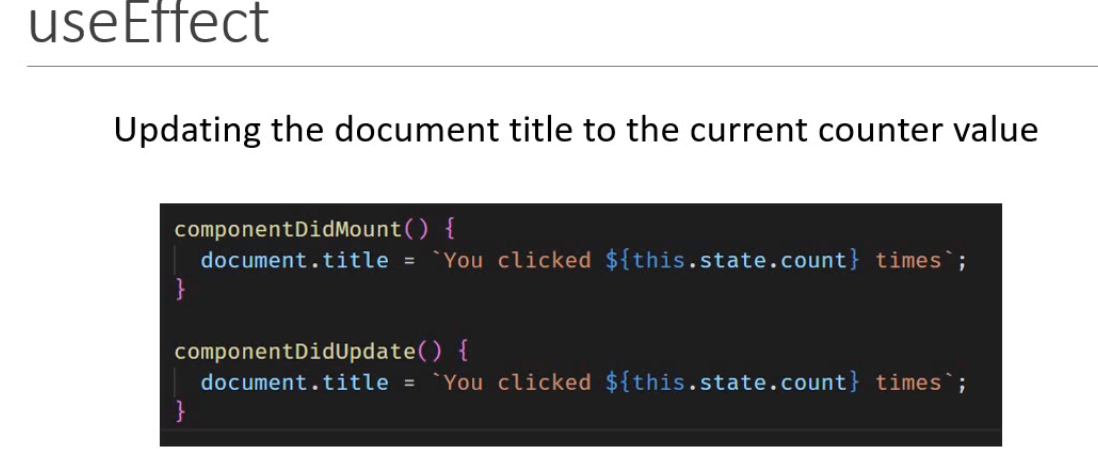 useEffect
Updating the document title to the current counter value
componentDidMount() {
  document.title = `You clicked ${this.state.count} times`;
}
componentDidUpdate() {
  document.title = `You clicked ${this.state.count} times`;
}